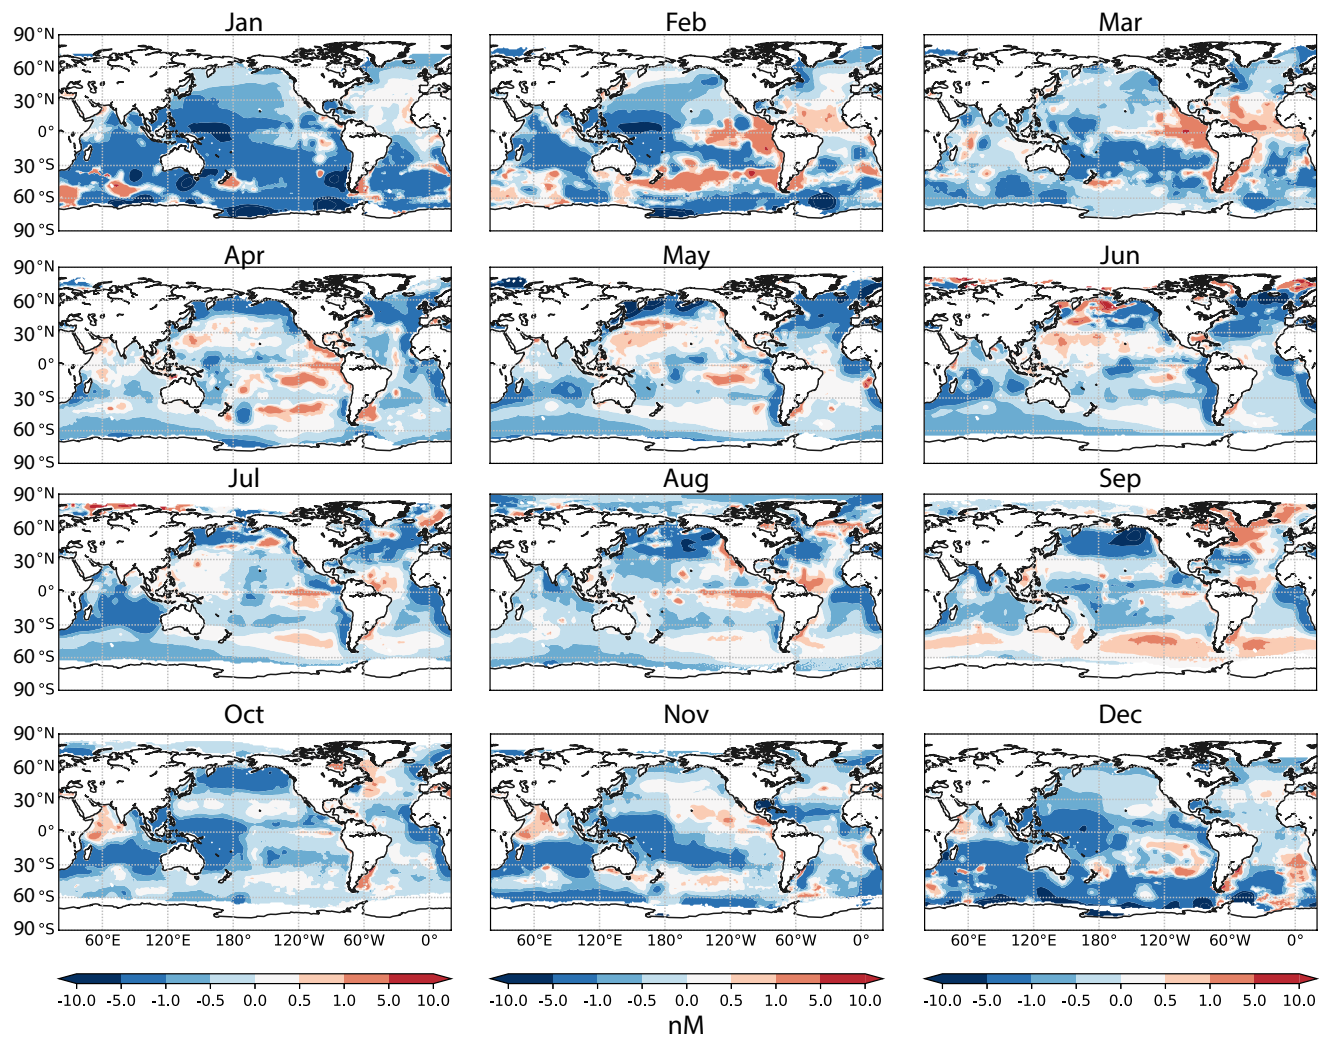 Jan Feb Mar
90°N
60°N
30°N
0°
30°S
60°S
90°S
Apr May Jun
90°N
60°N
30°N
0°
30°S
60°S
90°S
Jul Aug Sep
90°N
60°N
30°N
0°
30°S
60°S
90°S
Oct Nov Dec
90°N
60°N
30°N
0°
30°S
60°S
90°S
60°E 120°E 180° 120°W 60°W 0° 60°E 120°E 180° 120°W 60°W 0° 60°E 120°E 180° 120°W 60°W 0°
-10.0 -5.0 -1.0 -0.5 0.0 0.5 1.0 5.0 10.0 -10.0 -5.0 -1.0 -0.5 0.0 0.5 1.0 5.0 10.0 -10.0 -5.0 -1.0 -0.5 0.0 0.5 1.0 5.0 10.0
nM